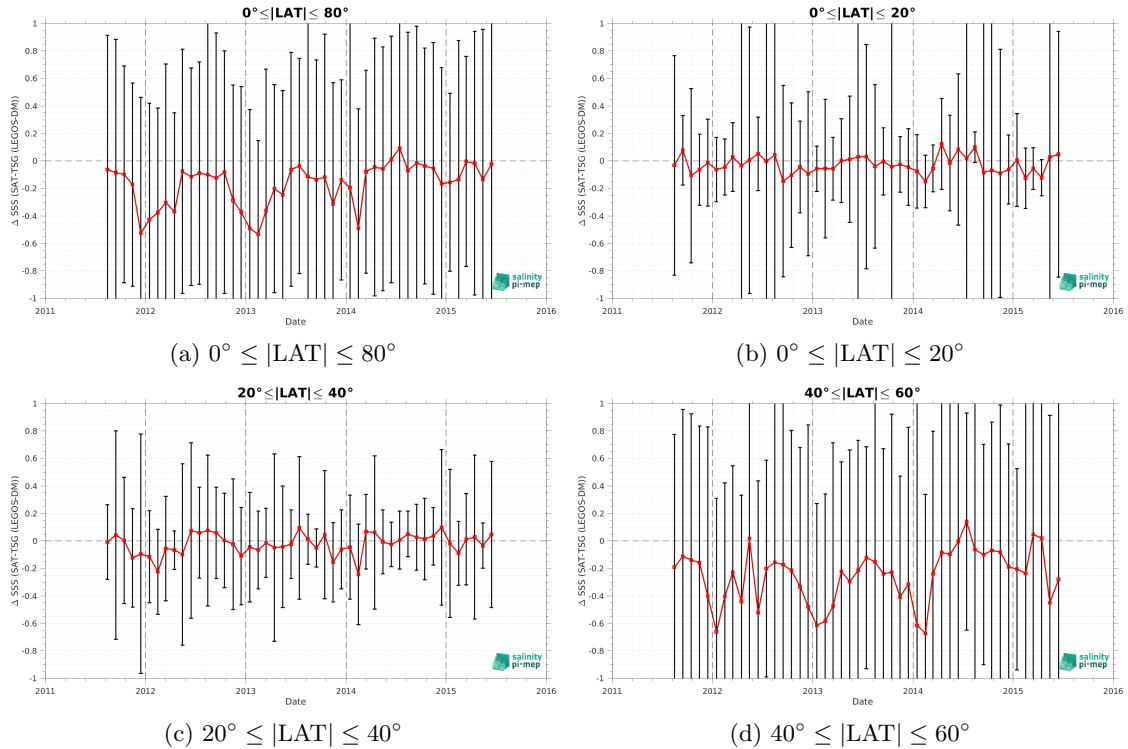 0°≤|LAT|≤ 80°
Δ SSS (SAT-TSG (LEGOS-DM))
1
0.8
0.6
0.4
0.2
0
-0.2
-0.4
-0.6
-0.8
-1
2011 2012 2013 2014 2015 2016
Date
salinity
pi-mep
(a) 0° ≤ |LAT| ≤ 80°
0°≤|LAT|≤ 20°
Δ SSS (SAT-TSG (LEGOS-DM))
1
0.8
0.6
0.4
0.2
0
-0.2
-0.4
-0.6
-0.8
-1
2011 2012 2013 2014 2015 2016
Date
salinity
pi-mep
(b) 0° ≤ |LAT| ≤ 20°
20°≤|LAT|≤ 40°
Δ SSS (SAT-TSG (LEGOS-DM))
1
0.8
0.6
0.4
0.2
0
-0.2
-0.4
-0.6
-0.8
-1
2011 2012 2013 2014 2015 2016
Date
salinity
pi-mep
(c) 20° ≤ |LAT| ≤ 40°
40°≤|LAT|≤ 60°
Δ SSS (SAT-TSG (LEGOS-DM))
1
0.8
0.6
0.4
0.2
0
-0.2
-0.4
-0.6
-0.8
-1
2011 2012 2013 2014 2015 2016
Date
salinity
pi-mep
(d) 40° ≤ |LAT| ≤ 60°